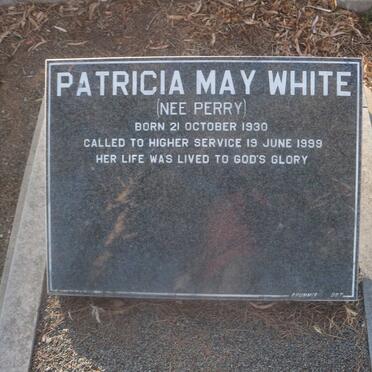 PATRICIA MAY WHITE
(NEE PERRY)
BORN 21 OCTOBER 1930
CALLED TO HIGHER SERVICE 19 JUNE 1999
HER LIFE WAS LIVED TO GOD'S GLORY